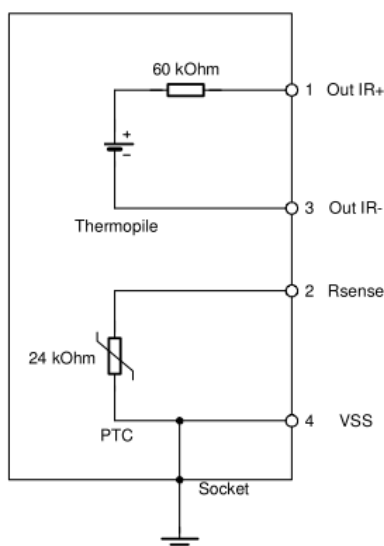 60 kOhm
1 Out IR+
+
−
3 Out IR-
Thermopile
2 Rsense
24 kOhm
4 VSS
PTC
Socket